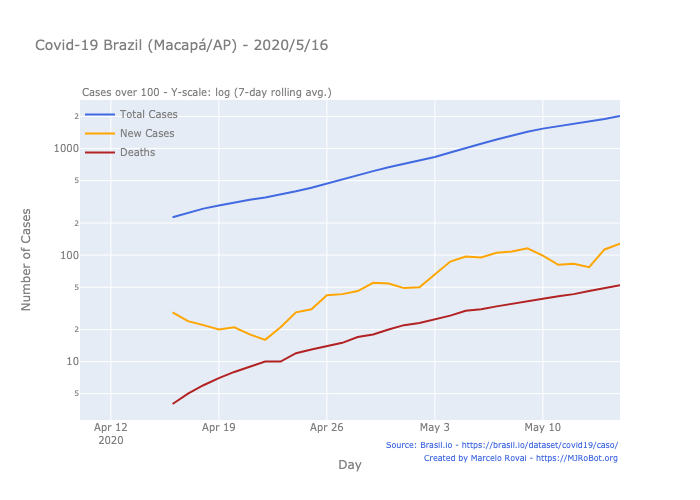 Covid-19 Brazil (Macapá/AP) - 2020/5/16
Cases over 100 - Y-scale: log (7-day rolling avg.)
Total Cases
New Cases
Deaths
2
1000
5
2
100
5
2
10
5
Number of Cases
Apr 12 Apr 19 Apr 26 May 3 May 10
2020
Day
Source: Brasil.io - https://brasil.io/dataset/covid19/caso/
Created by Marcelo Rovai - https://MJRoBot.org